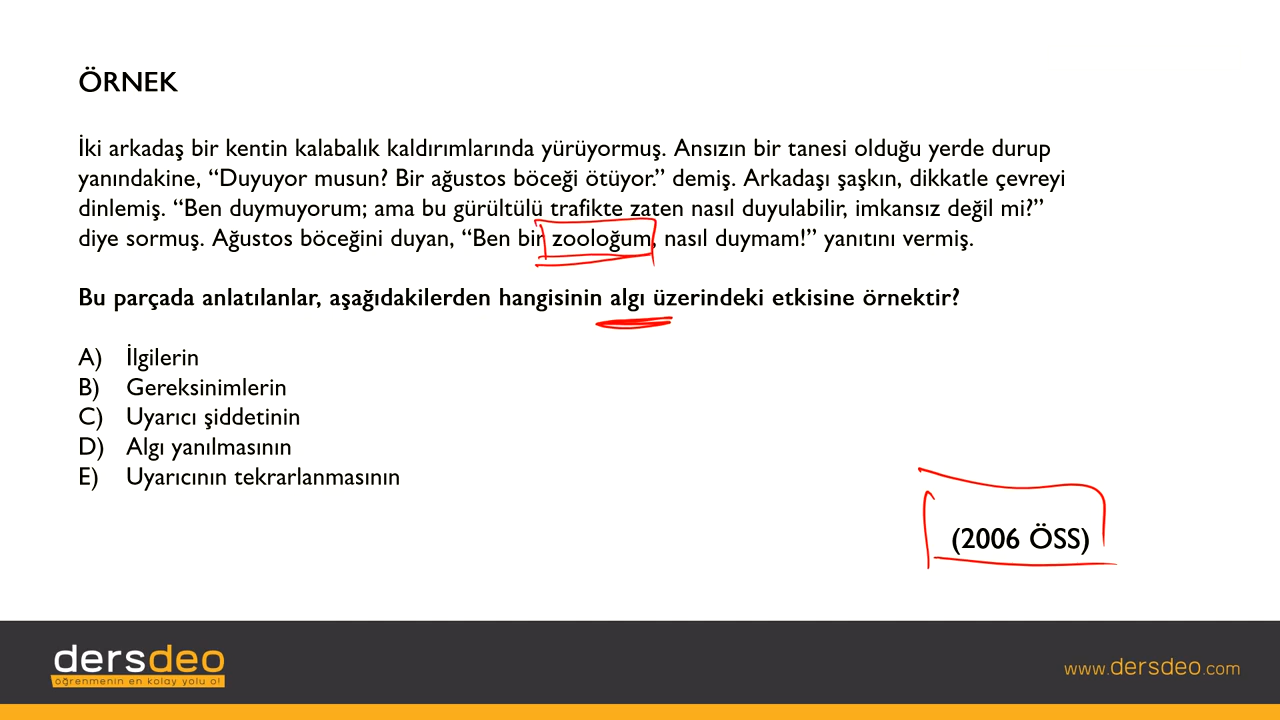 ÖRNEK
İki arkadaş bir kentin kalabalık kaldırımlarında yürüyormuş. Ansızın bir tanesi olduğu yerde durup
yanındakine, “Duyuyor musun? Bir ağustos böceği ötüyor.” demiş. Arkadaşı şaşkın, dikkatle çevreyi
dinlemiş. “Ben duymuyorum; ama bu gürültülü trafikte zaten nasıl duyulabilir, imkansız değil mi?”
diye sormuş. Ağustos böceğini duyan, “Ben bir zooloğum, nasıl duymam!” yanıtını vermiş.
Bu parçada anlatılanlar, aşağıdakilerden hangisinin algı üzerindeki etkisine örnektir?
A) İlgilerin
B) Gereksinimlerin
C) Uyarıcı şiddetinin
D) Algı yanılmasının
E) Uyarıcının tekrarlanmasının
(2006 ÖSS)
dersdeo
öğrenmenin en kolay yolu o!
www.dersdeo.com